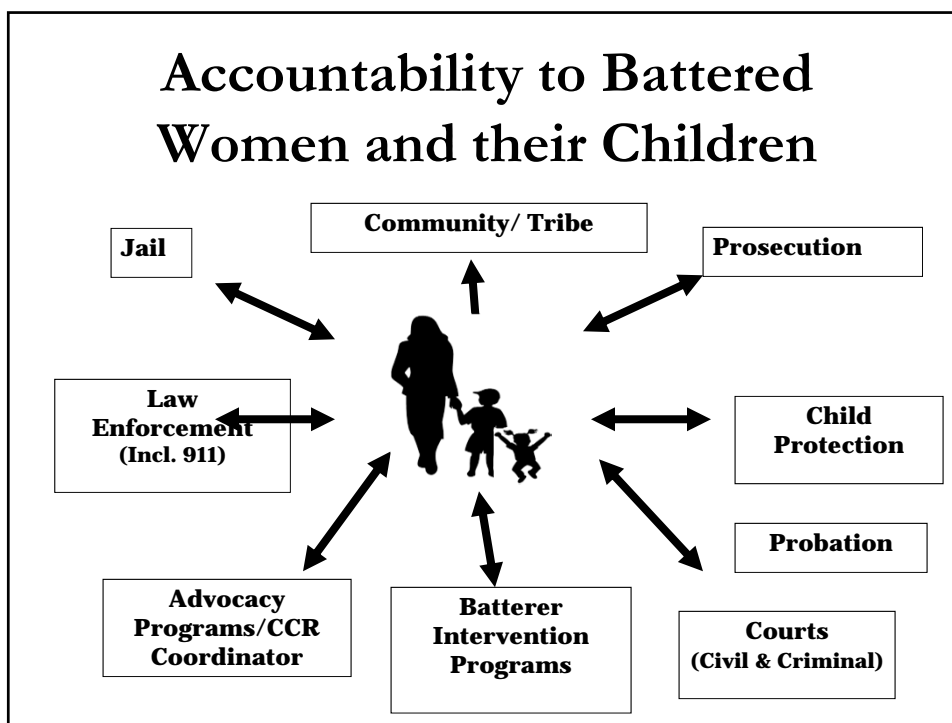 Accountability to Battered
Women and their Children
Community/ Tribe
Jail
Prosecution
Law
Enforcement
(Incl. 911)
Child
Protection
Probation
Advocacy
Programs/CCR
Coordinator
Batterer
Intervention
Programs
Courts
(Civil & Criminal)